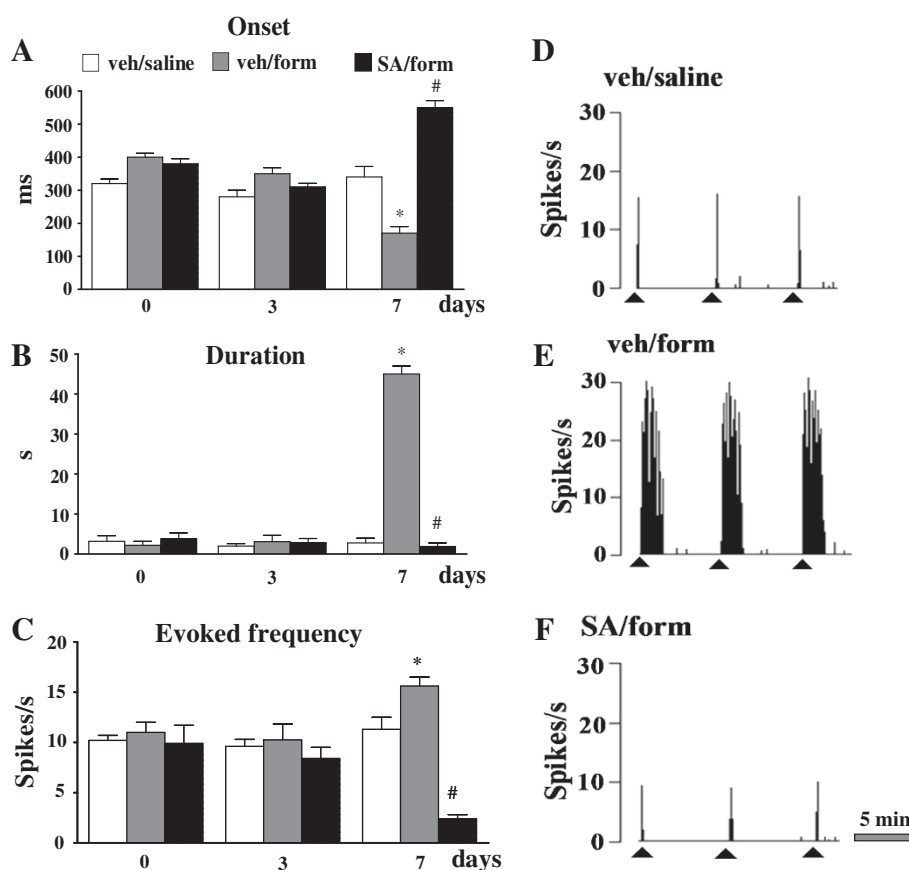 A
Onset
veh/saline veh/form SA/form
600
500
400
300
200
100
0
ms
*
#
0 3 7 days
B
Duration
50
40
30
20
10
0
s
*
#
0 3 7 days
C
Evoked frequency
20
15
10
5
0
Spikes/s
*
#
0 3 7 days
D
veh/saline
30
20
10
0
Spikes/s
E
veh/form
30
20
10
0
Spikes/s
F
SA/form
30
20
10
0
Spikes/s
5 min